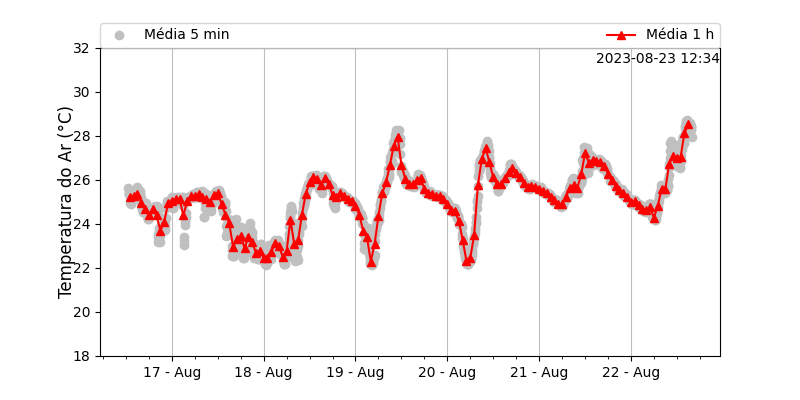 Média 5 min
Média 1 h
2023-08-23 12:34
Temperatura do Ar (°C)
32
30
28
26
24
22
20
18
17 - Aug
18 - Aug
19 - Aug
20 - Aug
21 - Aug
22 - Aug